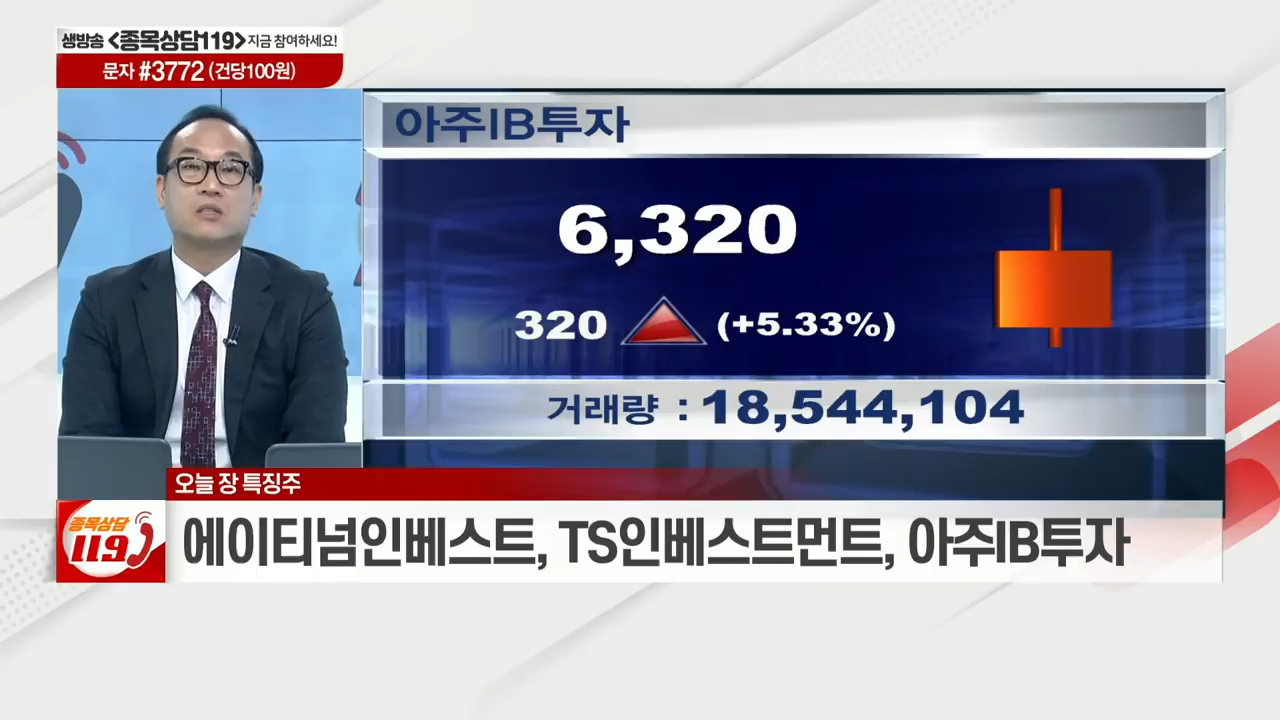 생방송 <종목상담119> 지금 참여하세요!
문자 #3772 (건당100원)
아주IB투자
6,320
320 (+5.33%)
거래량 : 18,544,104
오늘 장 특징주
종목상담
119
에이티넘인베스트, TS인베스트먼트, 아주IB투자